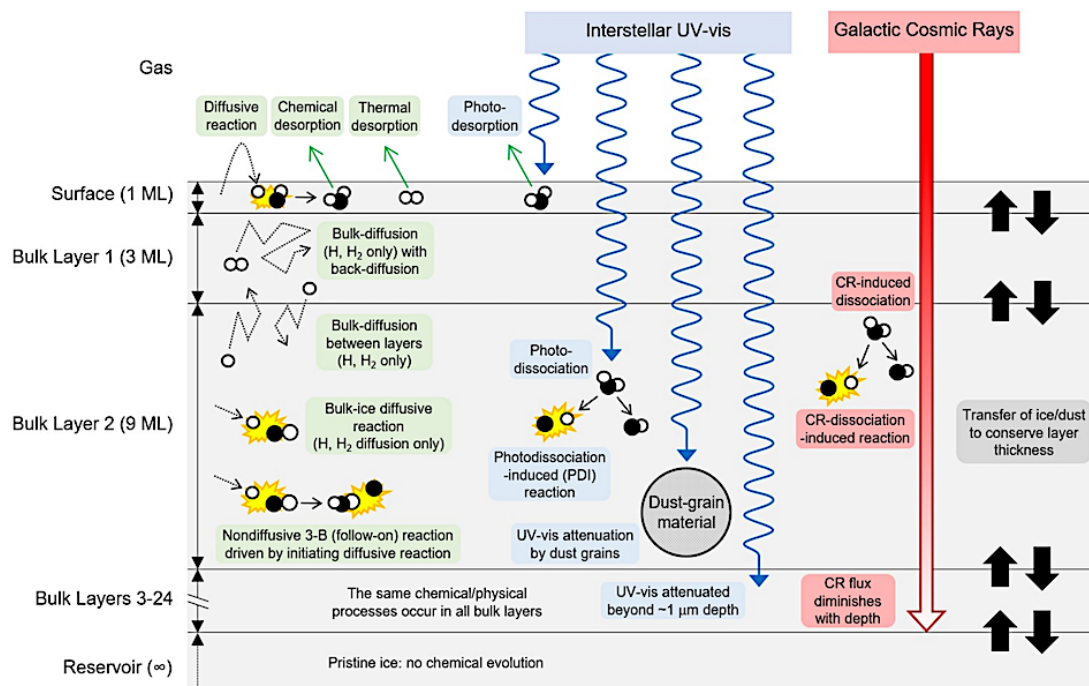 Interstellar UV-vis
Galactic Cosmic Rays
Gas
Diffusive
reaction
Chemical
desorption
Thermal
desorption
Photo-
desorption
Surface (1 ML)
Bulk Layer 1 (3 ML)
Bulk-diffusion
(H, H₂ only) with
back-diffusion
CR-induced
dissociation
Bulk-diffusion
between layers
(H, H₂ only)
Photo-
dissociation
Bulk Layer 2 (9 ML)
Bulk-ice diffusive
reaction
(H, H₂ diffusion only)
CR-dissociation
-induced reaction
Transfer of ice/dust
to conserve layer
thickness
Photodissociation
-induced (PDI)
reaction
Dust-grain
material
Nondiffusive 3-B (follow-on) reaction
driven by initiating diffusive reaction
UV-vis attenuation
by dust grains
Bulk Layers 3-24
The same chemical/physical
processes occur in all bulk layers
UV-vis attenuated
beyond ~1 μm depth
CR flux
diminishes
with depth
Reservoir (∞)
Pristine ice: no chemical evolution